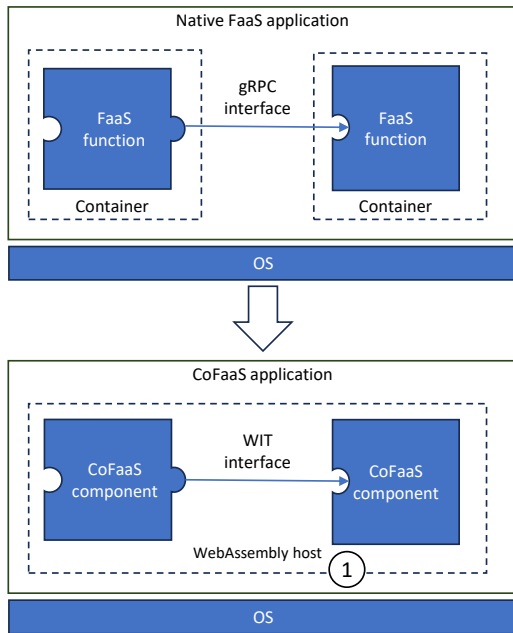 Native FaaS application
gRPC
interface
FaaS
function
FaaS
function
Container
Container
OS
CoFaaS application
WIT
interface
CoFaaS
component
CoFaaS
component
WebAssembly host
1
OS